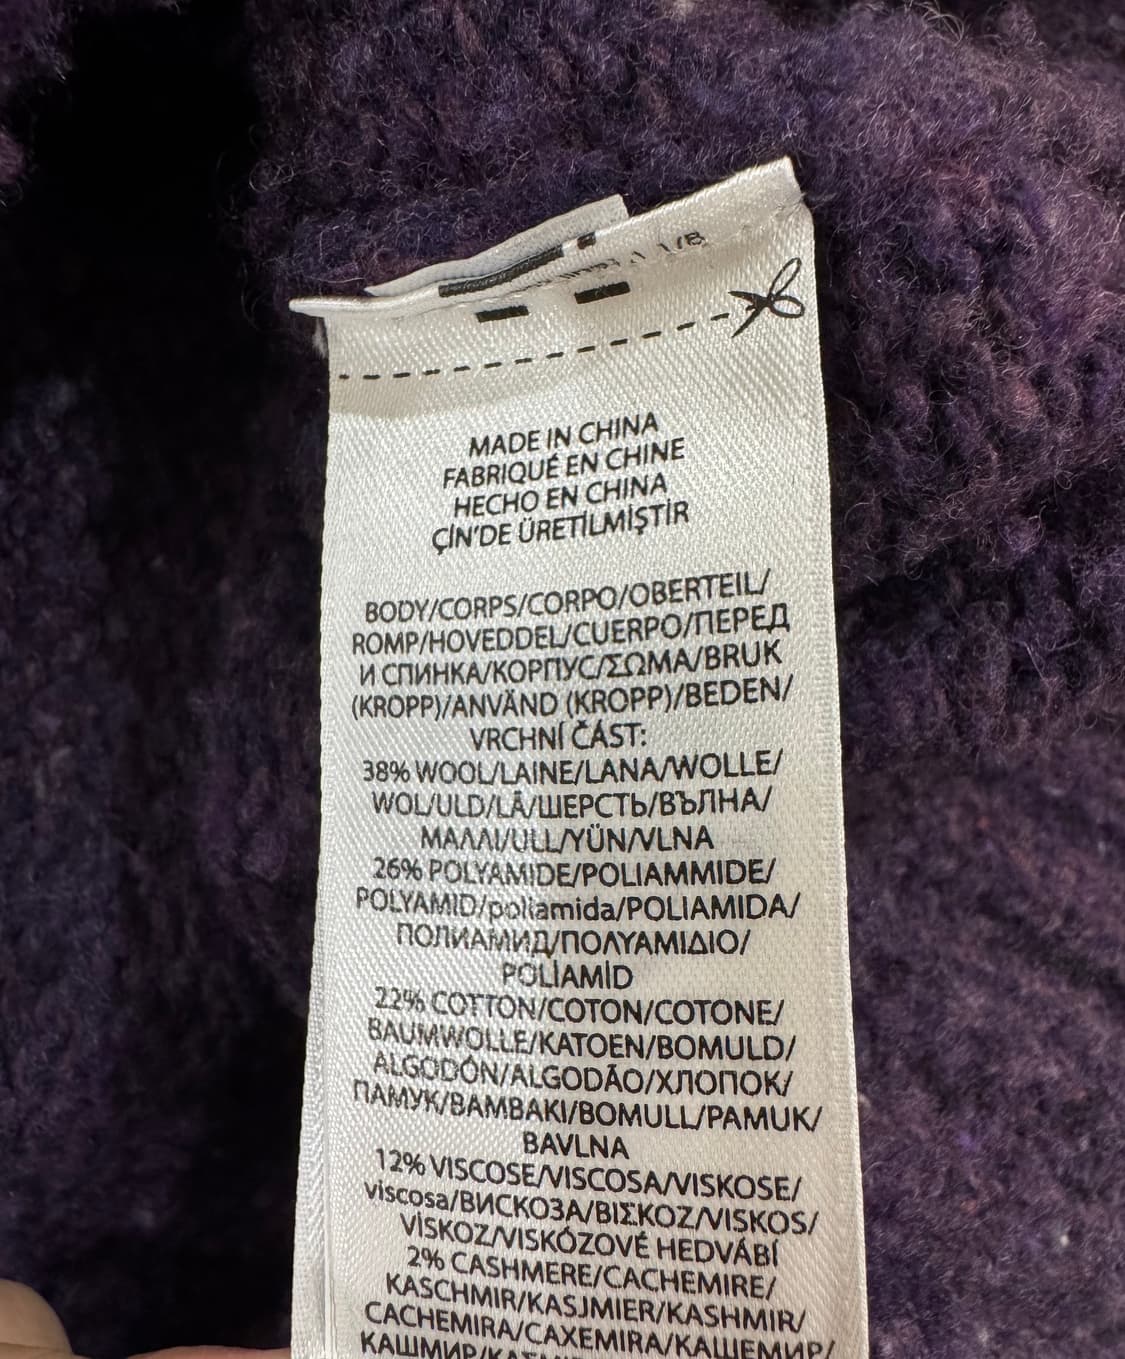 1/8
MADE IN CHINA
FABRIQUÉ EN CHINE
HECHO EN CHINA
ÇİN'DE ÜRETİLMİŞTİR
BODY/CORPS/CORPO/OBERTEIL/
ROMP/HOVEDDEL/CUERPO/ПЕРЕД
И СПИНКА/КОРПУС/ΣΩΜΑ/BRUK
(KROPP)/ANVÄND (KROPP)/BEDEN/
VRCHNÍ ČÁST:
38% WOOL/LAINE/LANA/WOLLE/
WOL/ULD/LÃ/ШЕРСТЬ/ВЪЛНА/
ΜΑΛΛΙ/ULL/YÜN/VLNA
26% POLYAMIDE/POLIAMMIDE/
POLYAMID/poliamida/POLIAMIDA/
ПОЛИАМИД/ΠΟΛΥΑΜΙΔΙΟ/
POLİAMİD
22% COTTON/COTON/COTONE/
BAUMWOLLE/KATOEN/BOMULD/
ALGODÓN/ALGODÃO/ХЛОПОК/
ПАМУК/ΒΑΜΒΑΚΙ/BOMULL/PAMUK/
BAVLNA
12% VISCOSE/VISCOSA/VISKOSE/
viscosa/ВИСКОЗА/ΒΙΣΚΟΖ/VISKOS/
VİSKOZ/VISKÓZOVÉ HEDVÁBÍ
2% CASHMERE/CACHEMIRE/
KASCHMIR/KASJMIER/KASHMIR/
CACHEMIRA/CAXEMIRA/КАШЕМИР/
КАШМИР/